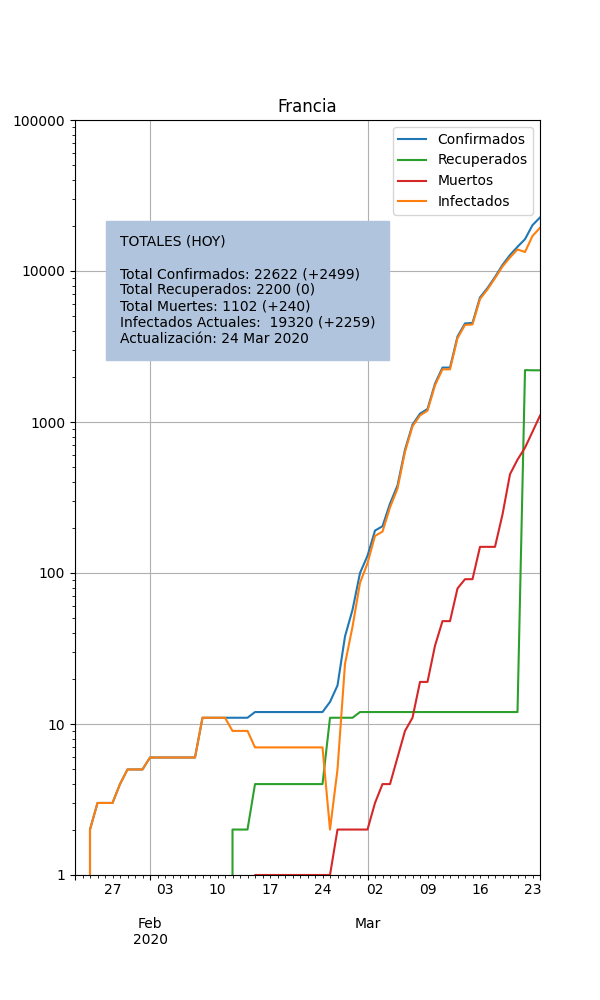 Francia
100000
10000
1000
100
10
1
Confirmados
Recuperados
Muertos
Infectados
TOTALES (HOY)
Total Confirmados: 22622 (+2499)
Total Recuperados: 2200 (0)
Total Muertes: 1102 (+240)
Infectados Actuales:  19320 (+2259)
Actualización: 24 Mar 2020
27 03 10 17 24 02 09 16 23
Feb Mar
2020